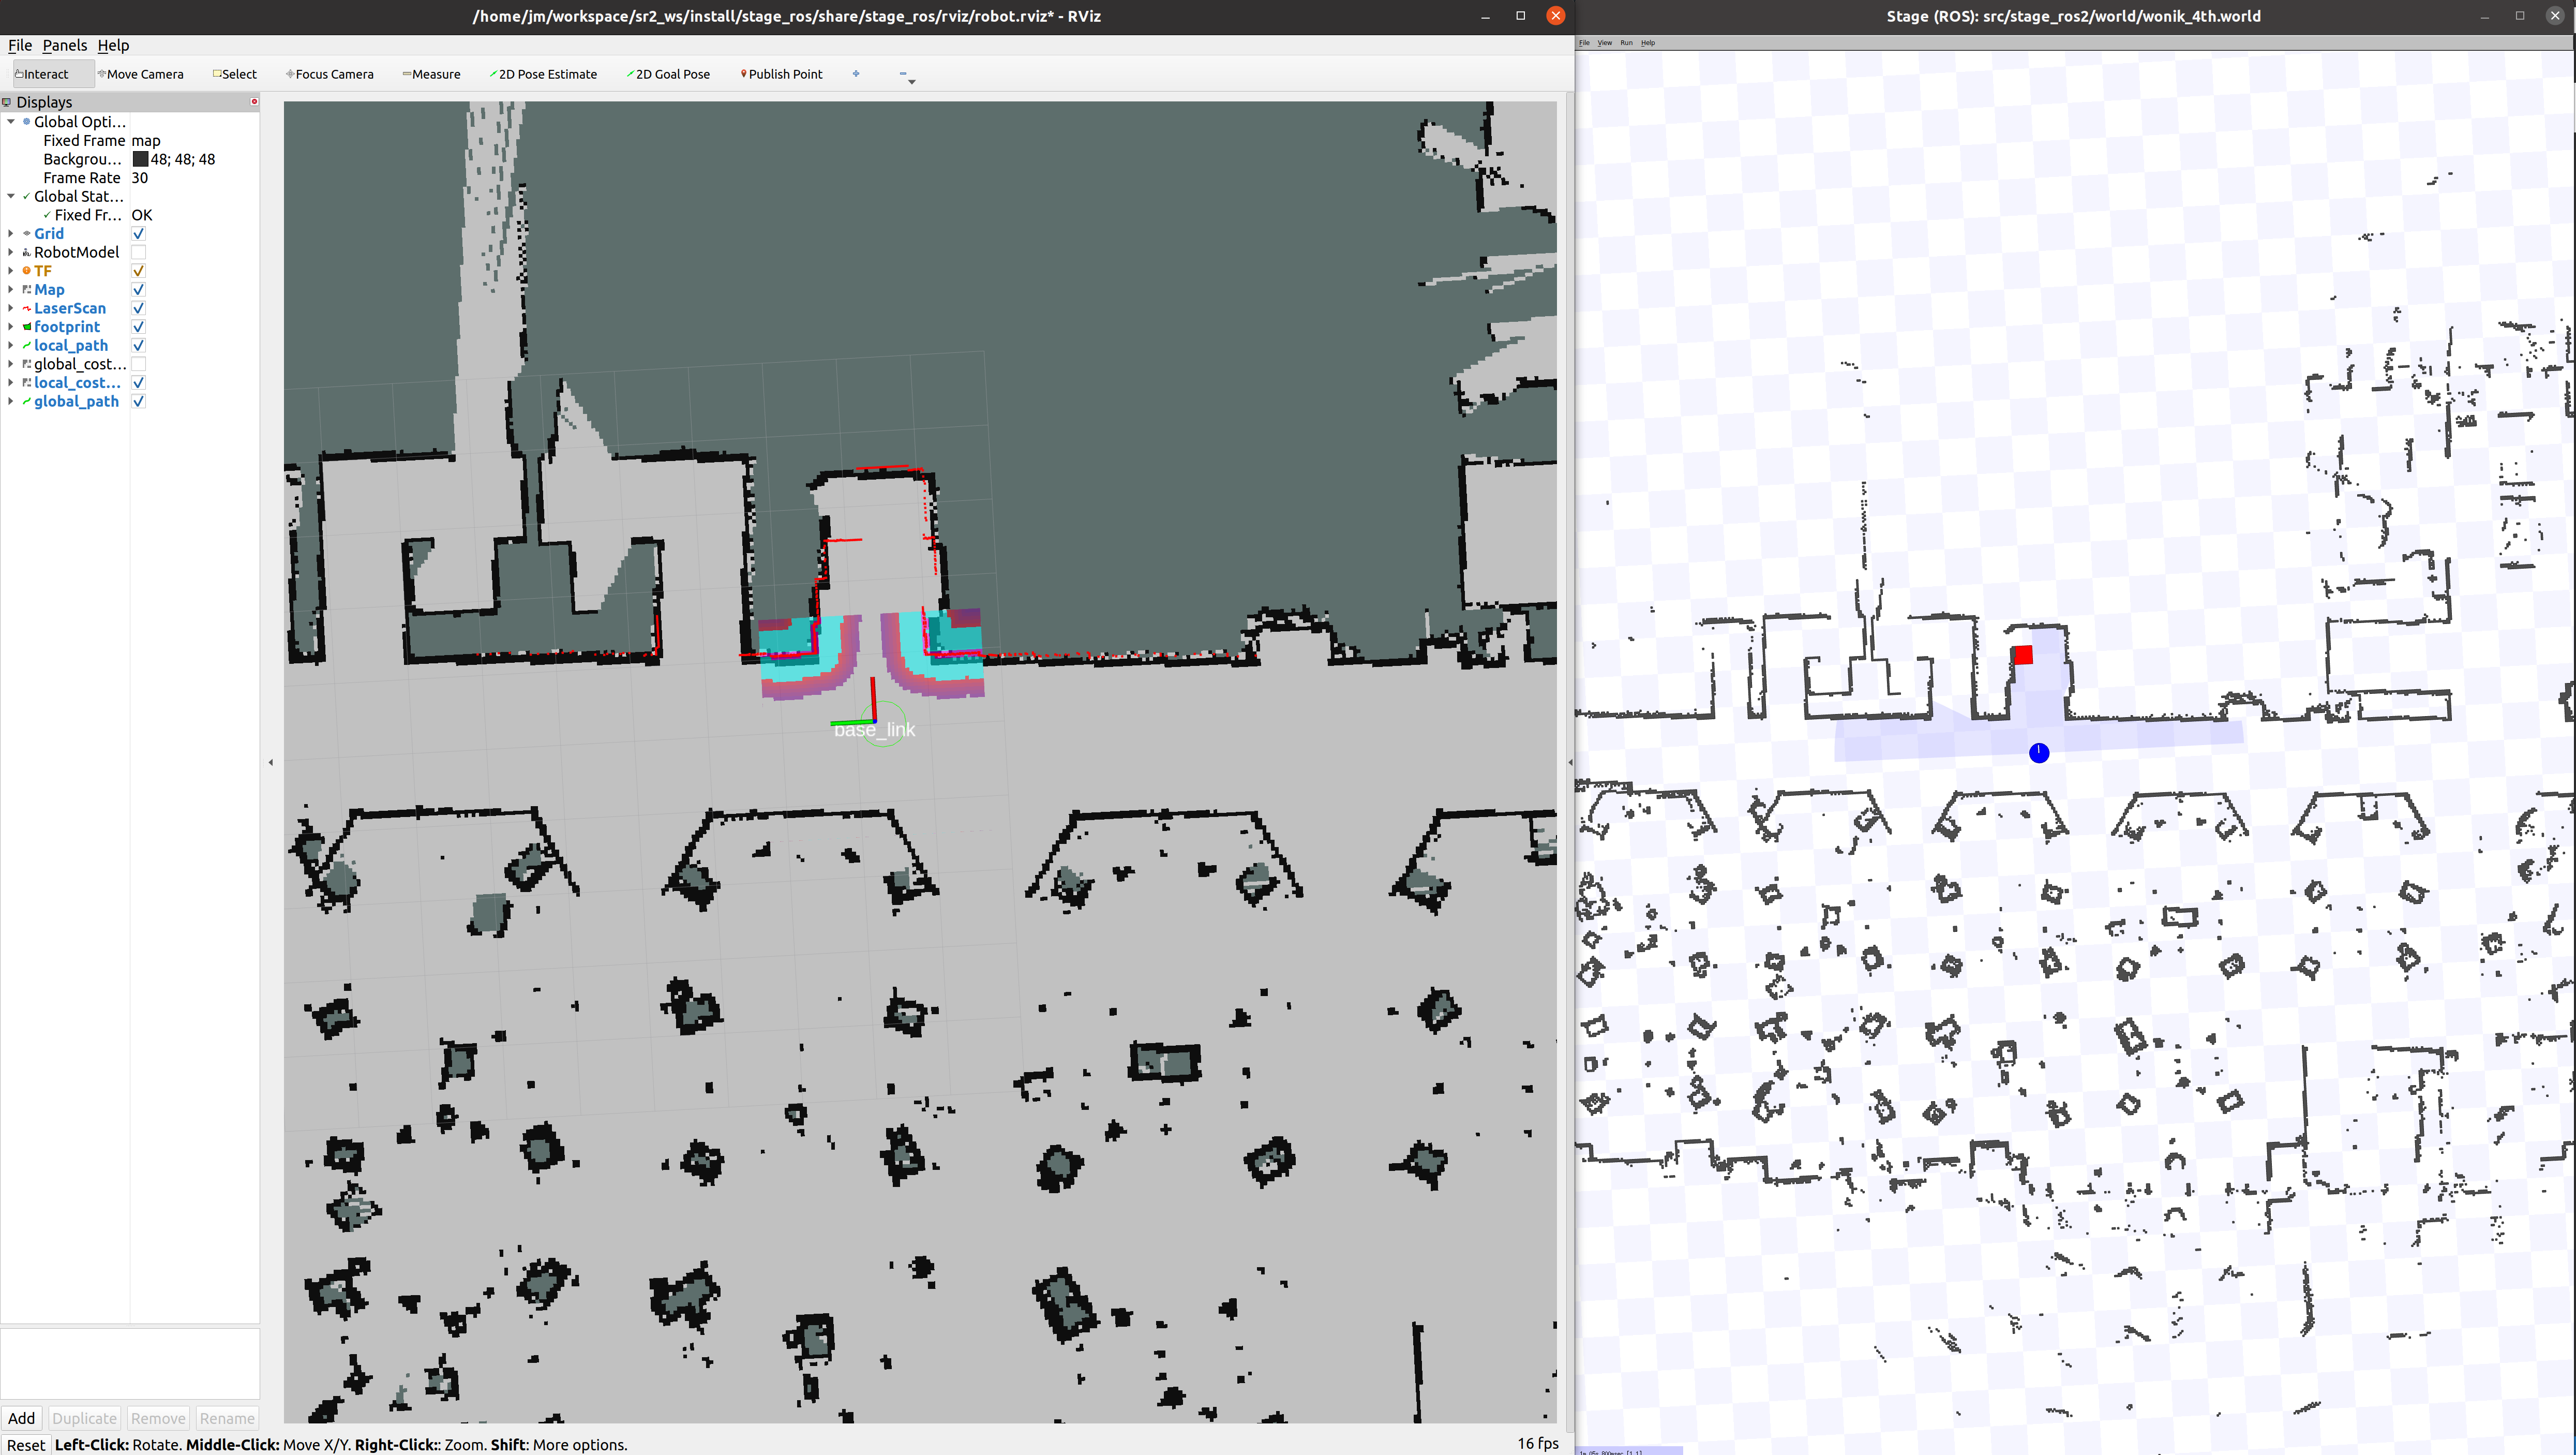 /home/jm/workspace/sr2_ws/install/stage_ros/share/stage_ros/rviz/robot.rviz* - RViz
File Panels Help
Interact Move Camera Select Focus Camera Measure 2D Pose Estimate 2D Goal Pose Publish Point
Displays
Global Opti...
Fixed Frame map
Backgrou... 48; 48; 48
Frame Rate 30
Global Stat...
Fixed Fr... OK
Grid
RobotModel
TF
Map
LaserScan
footprint
local_path
global_cost...
local_cost...
global_path
base_link
Add Duplicate Remove Rename
Reset Left-Click: Rotate. Middle-Click: Move X/Y. Right-Click:: Zoom. Shift: More options. 16 fps
Stage (ROS): src/stage_ros2/world/wonik_4th.world
File View Run Help